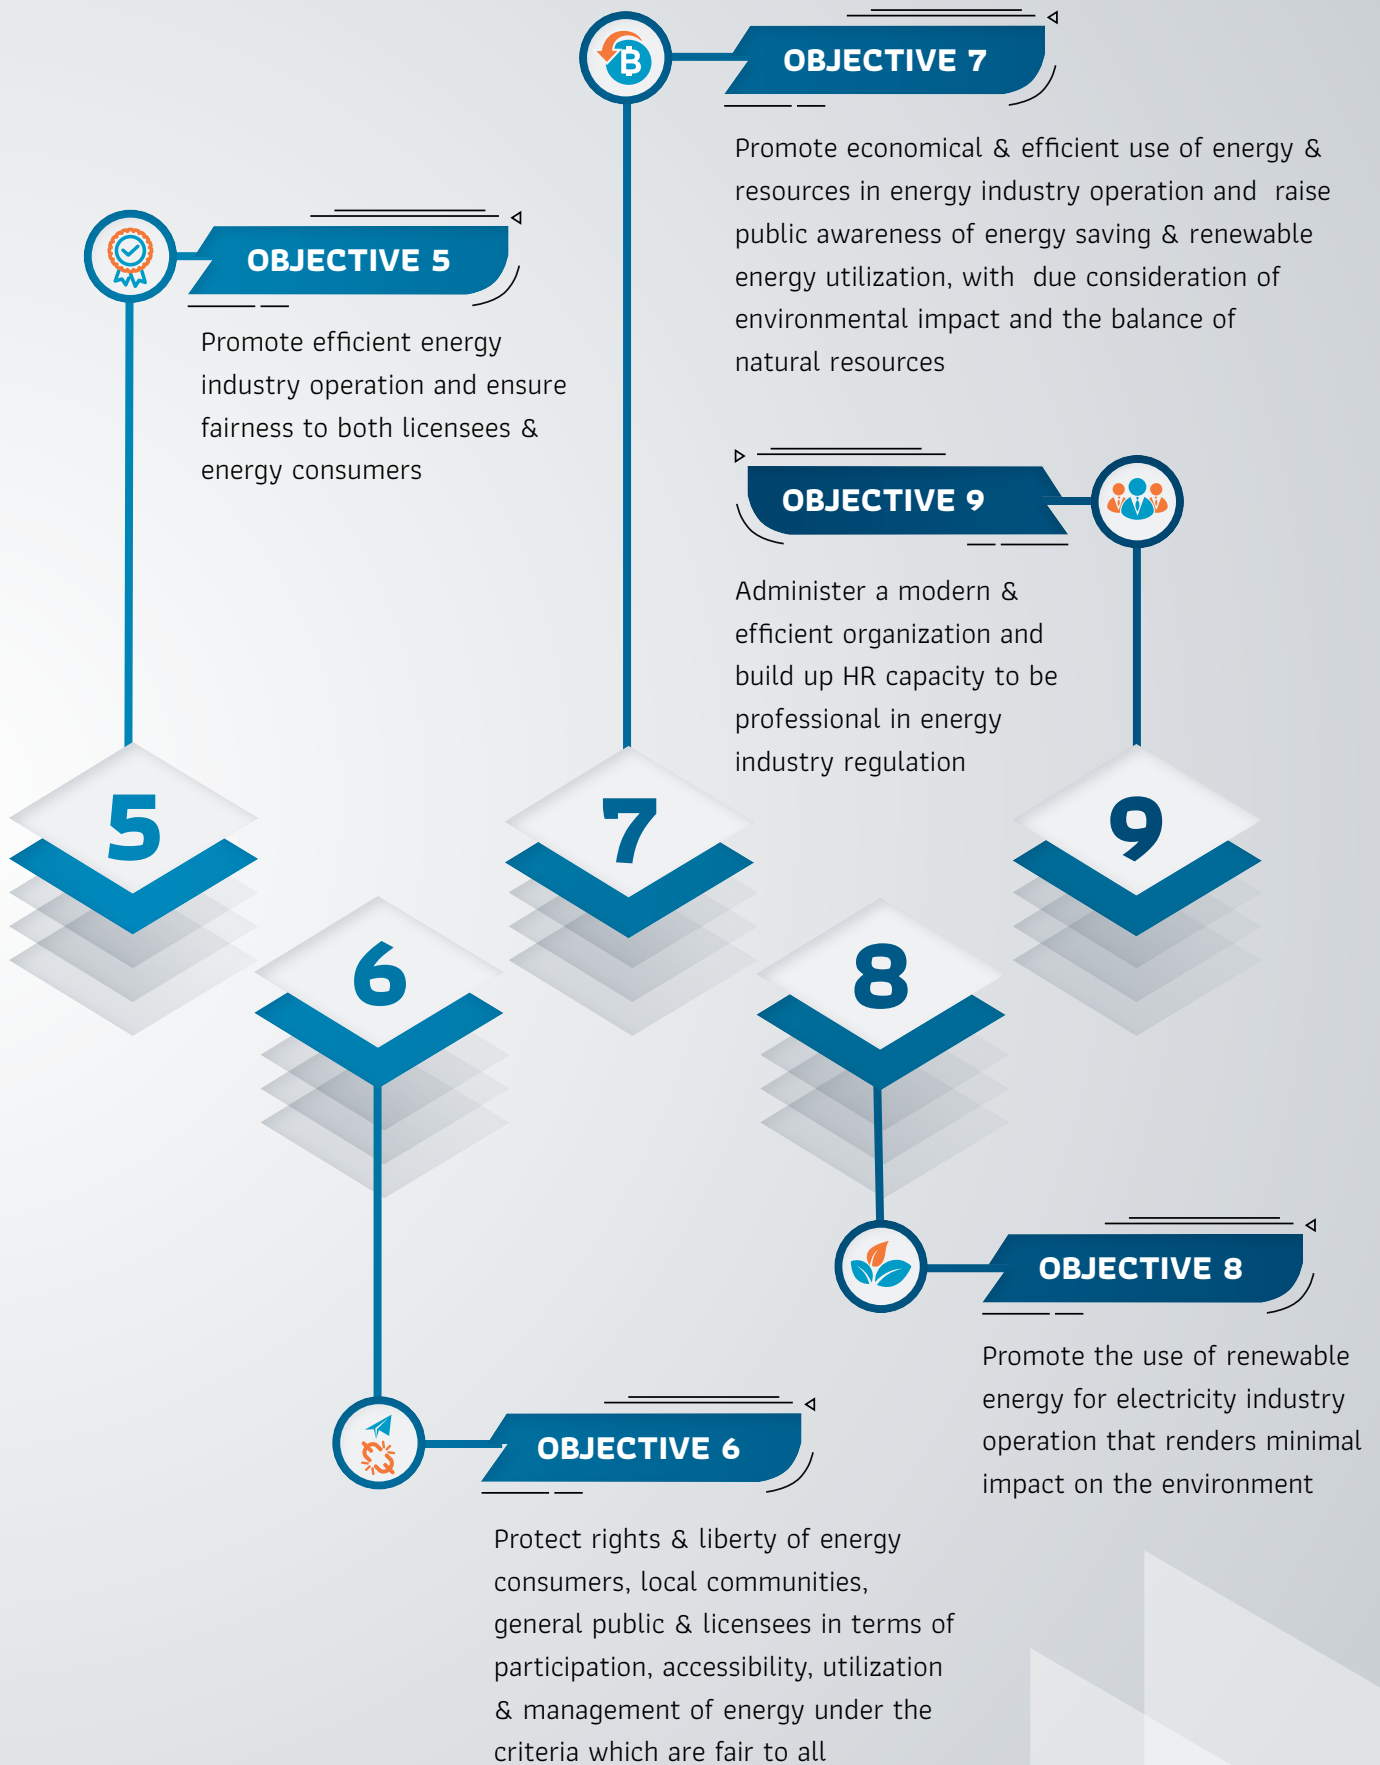 OBJECTIVE 7
Promote economical & efficient use of energy &
resources in energy industry operation and raise
public awareness of energy saving & renewable
energy utilization, with due consideration of
environmental impact and the balance of
natural resources
OBJECTIVE 5
Promote efficient energy
industry operation and ensure
fairness to both licensees &
energy consumers
OBJECTIVE 9
Administer a modern &
efficient organization and
build up HR capacity to be
professional in energy
industry regulation
5
7
9
6
8
OBJECTIVE 8
Promote the use of renewable
energy for electricity industry
operation that renders minimal
impact on the environment
OBJECTIVE 6
Protect rights & liberty of energy
consumers, local communities,
general public & licensees in terms of
participation, accessibility, utilization
& management of energy under the
criteria which are fair to all